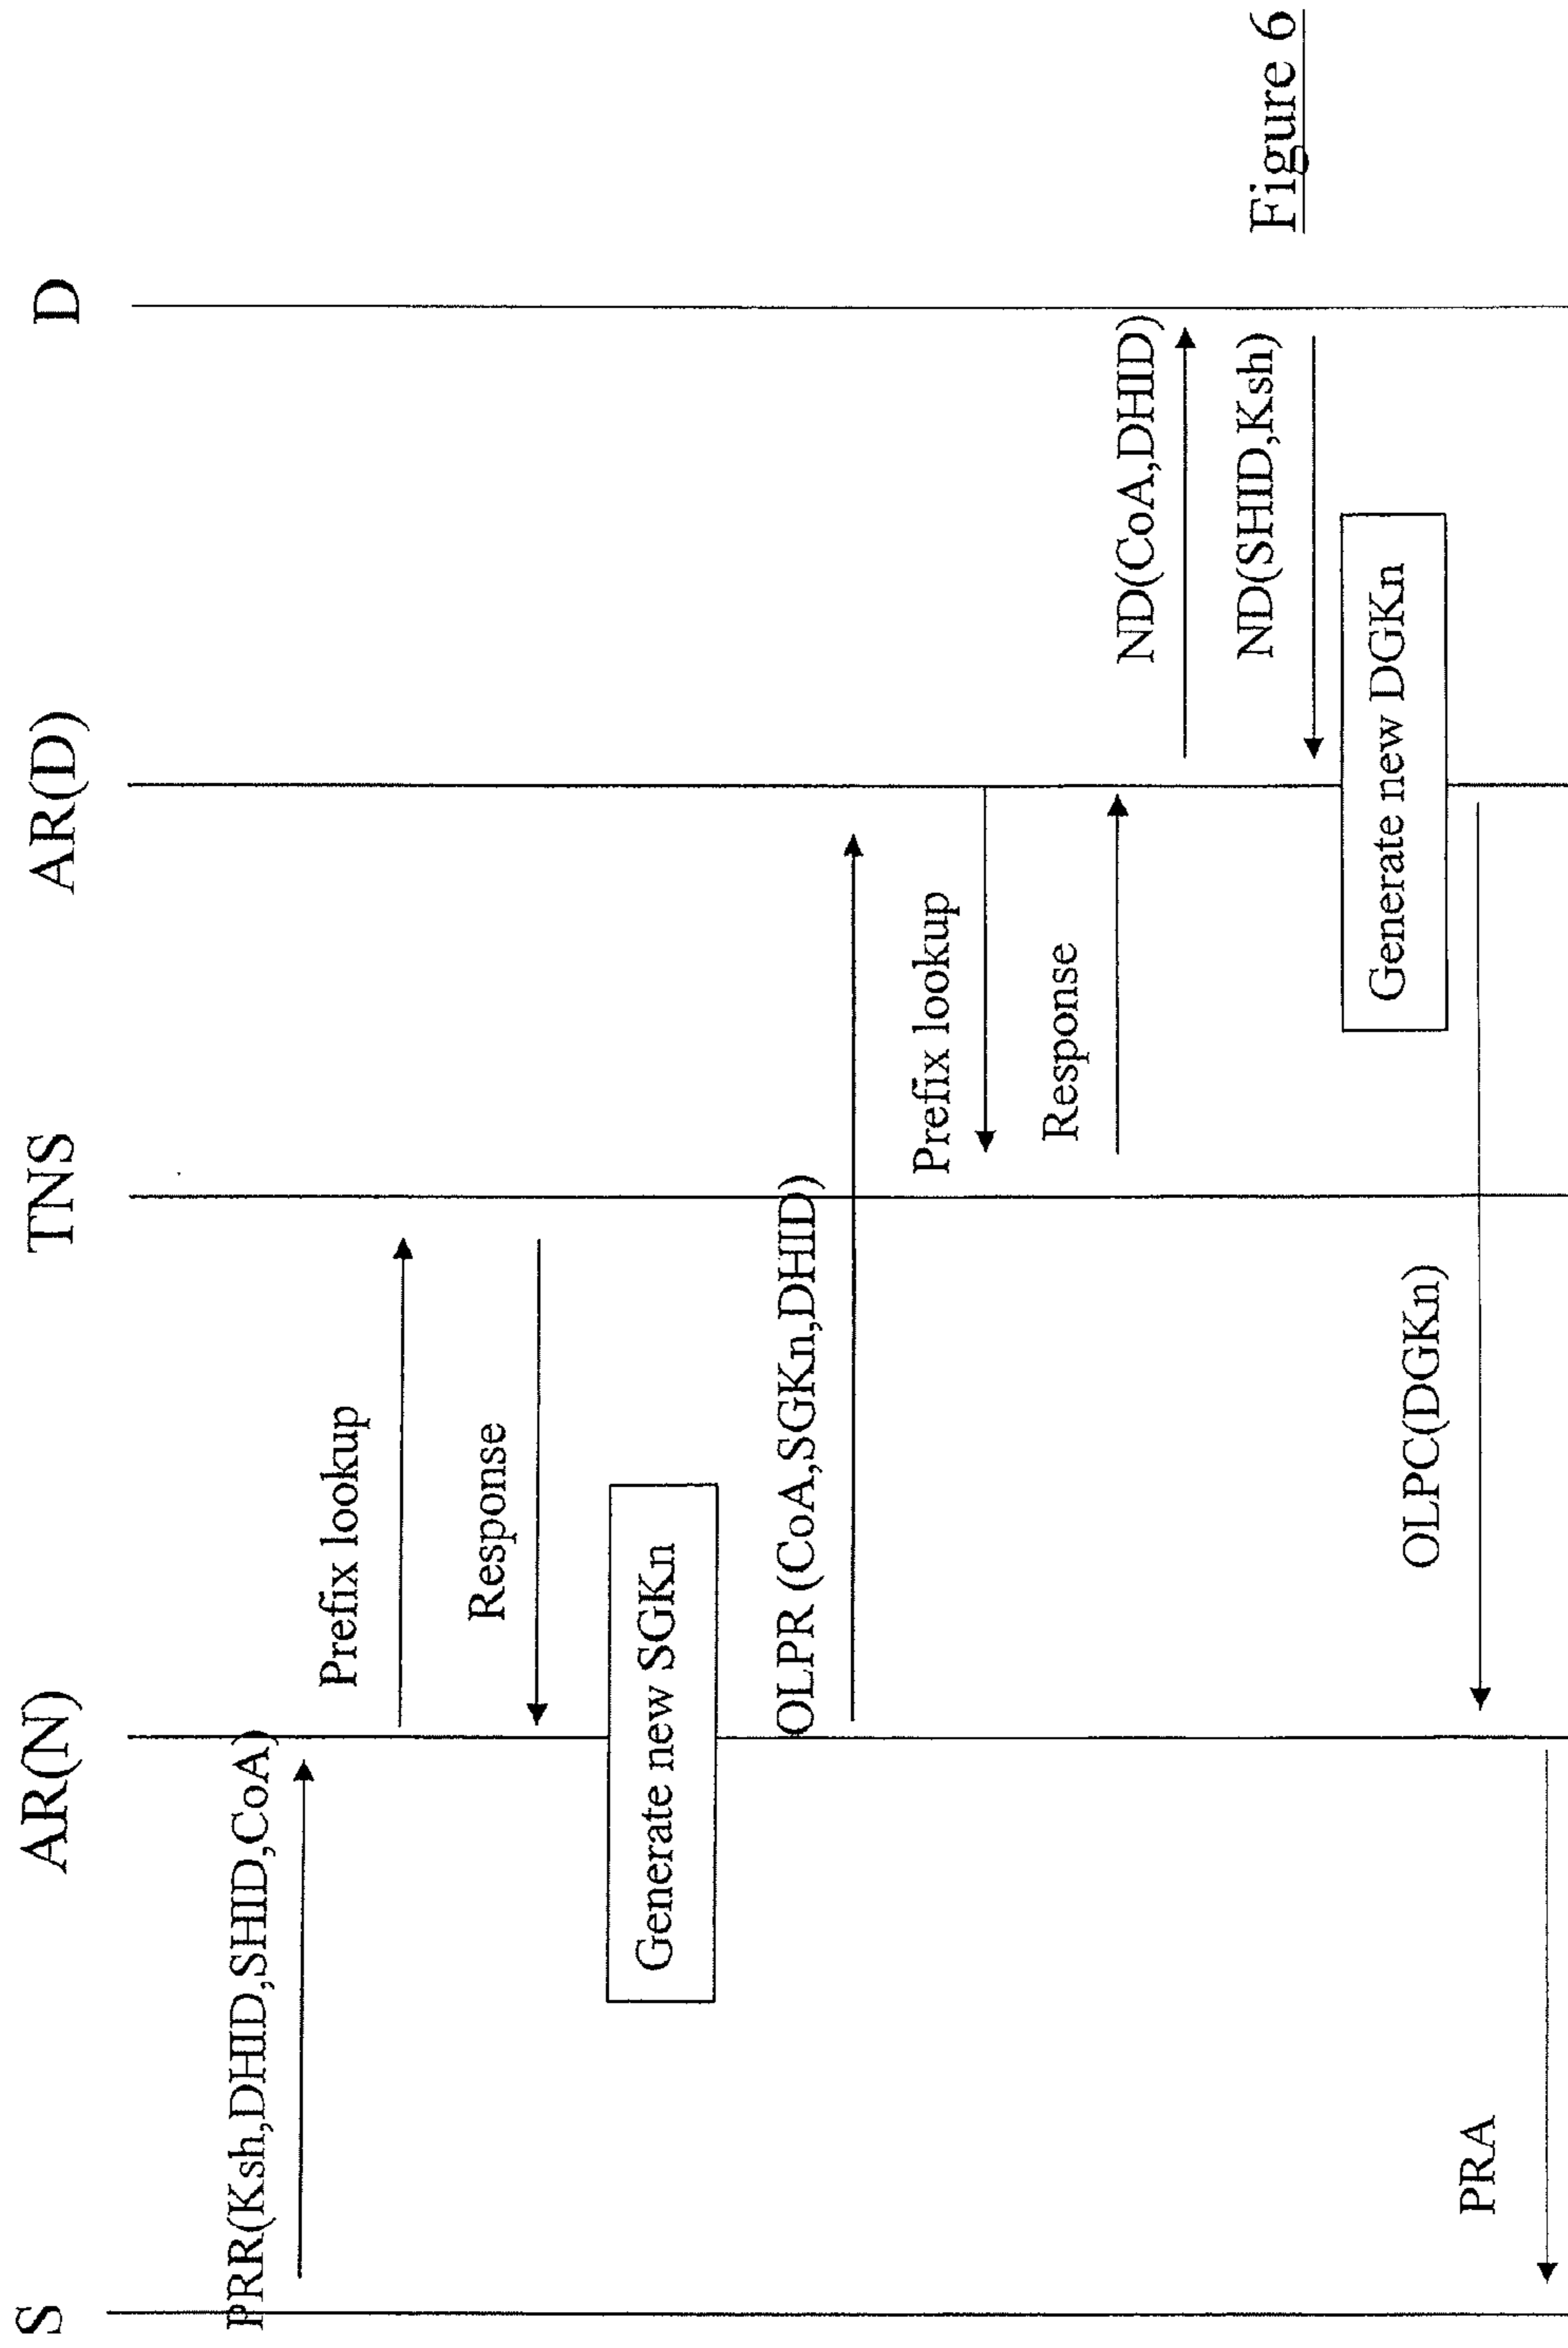 S
AR(N)
TNS
AR(D)
D
PRR(Ksh,DHID,SHID,CoA)
Prefix lookup
Response
Generate new SGKn
OLPR (CoA,SGKn,DHID)
Prefix lookup
Response
ND(CoA,DHID)
ND(SHID,Ksh)
Generate new DGKn
OLPC(DGKn)
PRA
Figure 6